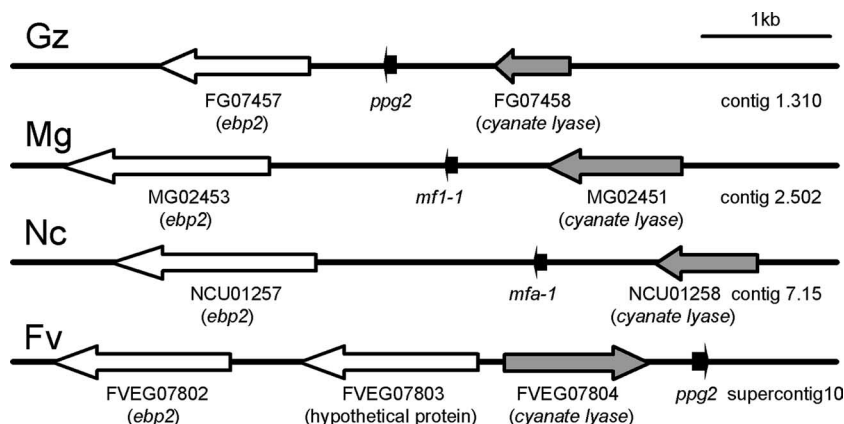 1kb
Gz
FG07457 ppg2 FG07458 contig 1.310
(ebp2) (cyanate lyase)
Mg
MG02453 mf1-1 MG02451 contig 2.502
(ebp2) (cyanate lyase)
Nc
NCU01257 mfa-1 NCU01258 contig 7.15
(ebp2) (cyanate lyase)
Fv
FVEG07802 FVEG07803 FVEG07804 ppg2 supercontig10
(ebp2) (hypothetical protein) (cyanate lyase)